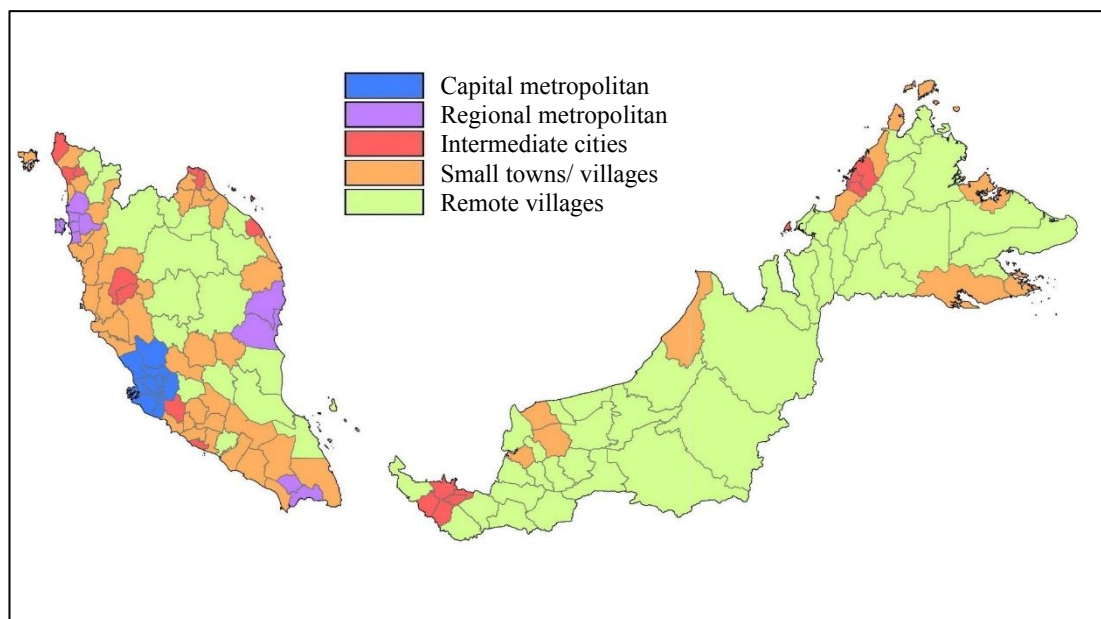 Capital metropolitan
Regional metropolitan
Intermediate cities
Small towns/ villages
Remote villages